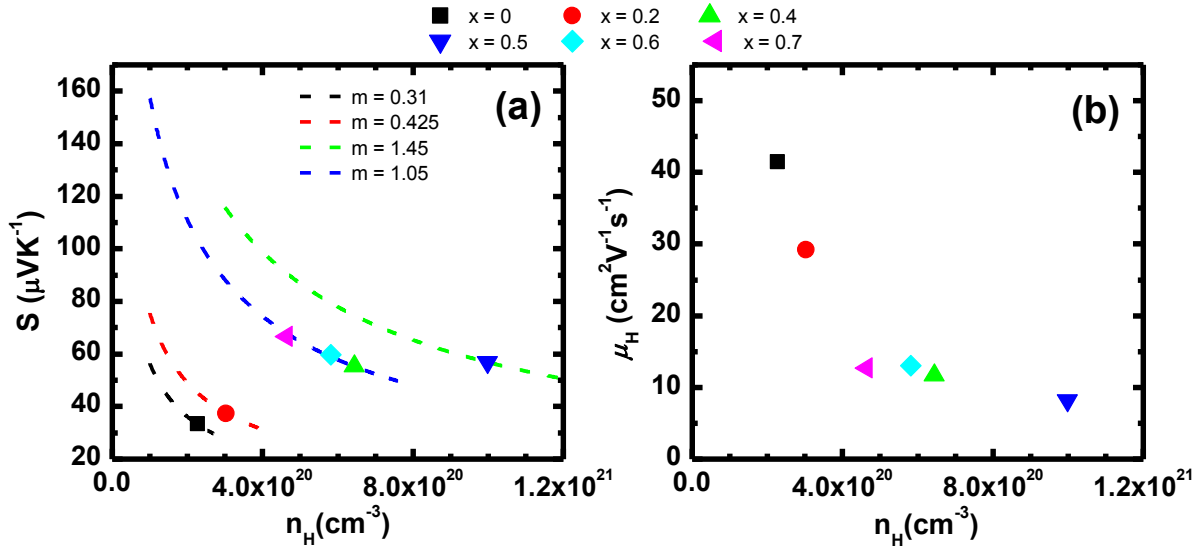 x = 0 x = 0.2 x = 0.4
x = 0.5 x = 0.6 x = 0.7
(a)
m = 0.31
m = 0.425
m = 1.45
m = 1.05
S (μVK⁻¹)
160
140
120
100
80
60
40
20
0.0 4.0x10²⁰ 8.0x10²⁰ 1.2x10²¹
n_H(cm⁻³)
(b)
μ_H (cm²V⁻¹s⁻¹)
50
40
30
20
10
0
0.0 4.0x10²⁰ 8.0x10²⁰ 1.2x10²¹
n_H(cm⁻³)